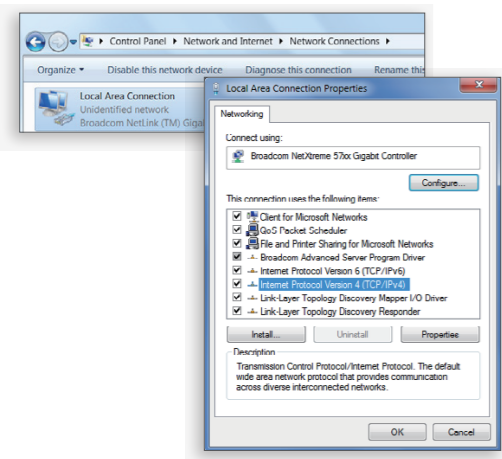 Control Panel ▸ Network and Internet ▸ Network Connections ▸
Organize ▾ Disable this network device Diagnose this connection Rename this
Local Area Connection
Unidentified network
Broadcom NetLink (TM) Gigal
Local Area Connection Properties
Networking
Connect using:
Broadcom NetXtreme 57xx Gigabit Controller
Configure...
This connection uses the following items:
Client for Microsoft Networks
QoS Packet Scheduler
File and Printer Sharing for Microsoft Networks
Broadcom Advanced Server Program Driver
Internet Protocol Version 6 (TCP/IPv6)
Internet Protocol Version 4 (TCP/IPv4)
Link-Layer Topology Discovery Mapper I/O Driver
Link-Layer Topology Discovery Responder
Install... Uninstall Properties
Description
Transmission Control Protocol/Internet Protocol. The default
wide area network protocol that provides communication
across diverse interconnected networks.
OK Cancel